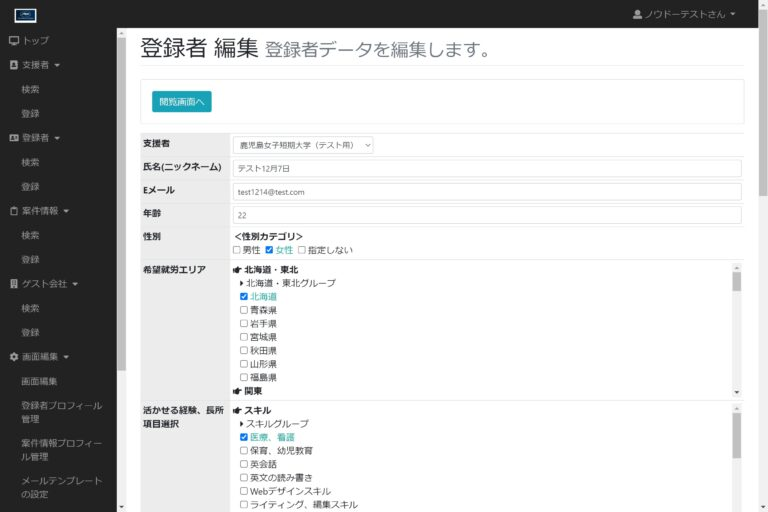 ノウドーテストさん
トップ
支援者
検索
登録
登録者
検索
登録
案件情報
検索
登録
ゲスト会社
検索
登録
画面編集
画面編集
登録者プロフィール
管理
案件情報プロフィー
ル管理
メールテンプレート
の設定
登録者 編集 登録者データを編集します。
閲覧画面へ
支援者 鹿児島女子短期大学（テスト用）
氏名(ニックネーム) テスト12月7日
Eメール test1214@test.com
年齢 22
性別 ＜性別カテゴリ＞
男性 女性 指定しない
希望就労エリア 北海道・東北
北海道・東北グループ
北海道
青森県
岩手県
宮城県
秋田県
山形県
福島県
関東
活かせる経験、長所 スキル
項目選択 スキルグループ
医療、看護
保育、幼児教育
英会話
英文の読み書き
Webデザインスキル
ライティング、編集スキル